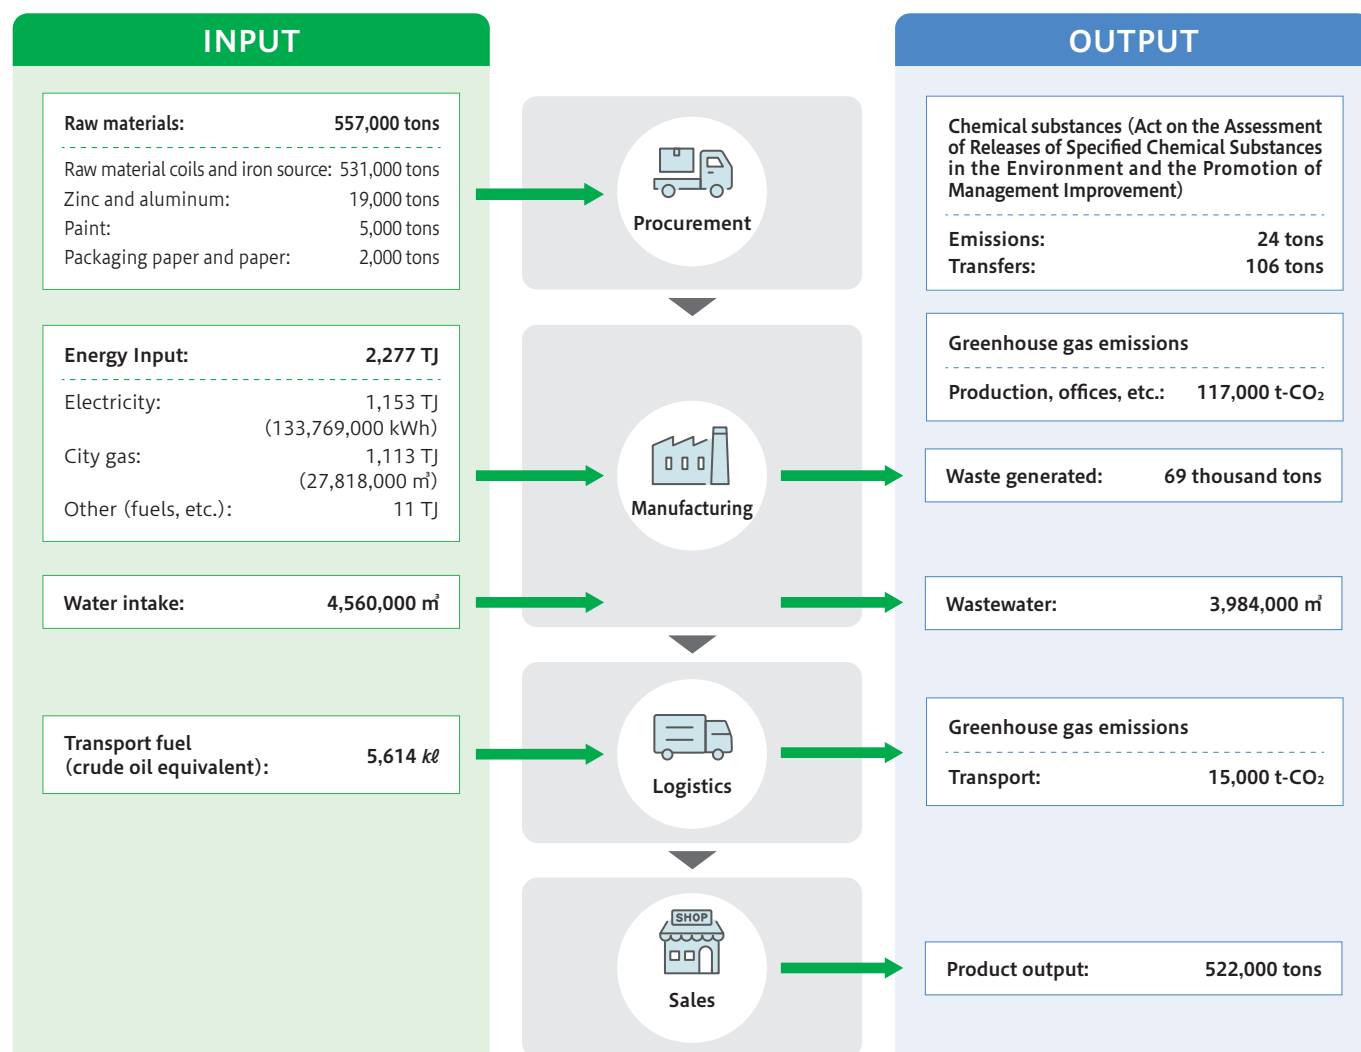 INPUT
Raw materials: 557,000 tons
Raw material coils and iron source: 531,000 tons
Zinc and aluminum: 19,000 tons
Paint: 5,000 tons
Packaging paper and paper: 2,000 tons
Energy Input: 2,277 TJ
Electricity: 1,153 TJ
(133,769,000 kWh)
City gas: 1,113 TJ
(27,818,000 ㎥)
Other (fuels, etc.): 11 TJ
Water intake: 4,560,000 ㎥
Transport fuel
(crude oil equivalent): 5,614 kℓ
Procurement
Manufacturing
Logistics
SHOP
Sales
OUTPUT
Chemical substances (Act on the Assessment
of Releases of Specified Chemical Substances
in the Environment and the Promotion of
Management Improvement)
Emissions: 24 tons
Transfers: 106 tons
Greenhouse gas emissions
Production, offices, etc.: 117,000 t-CO₂
Waste generated: 69 thousand tons
Wastewater: 3,984,000 ㎥
Greenhouse gas emissions
Transport: 15,000 t-CO₂
Product output: 522,000 tons